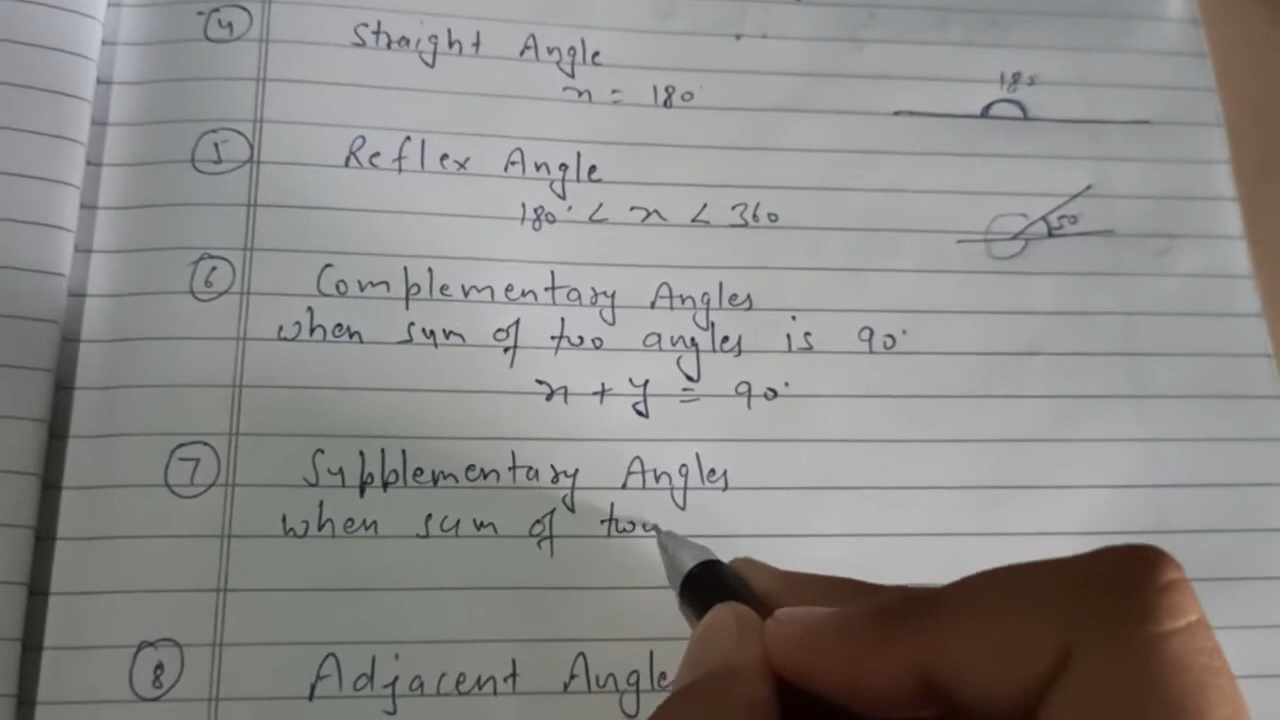 4 Straight Angle
x = 180° 180
5 Reflex Angle
180° < x < 360
50
6 Complementary Angles
when sum of two angles is 90°
x + y = 90°
7 Supplementary Angles
when sum of two
8 Adjacent Angle